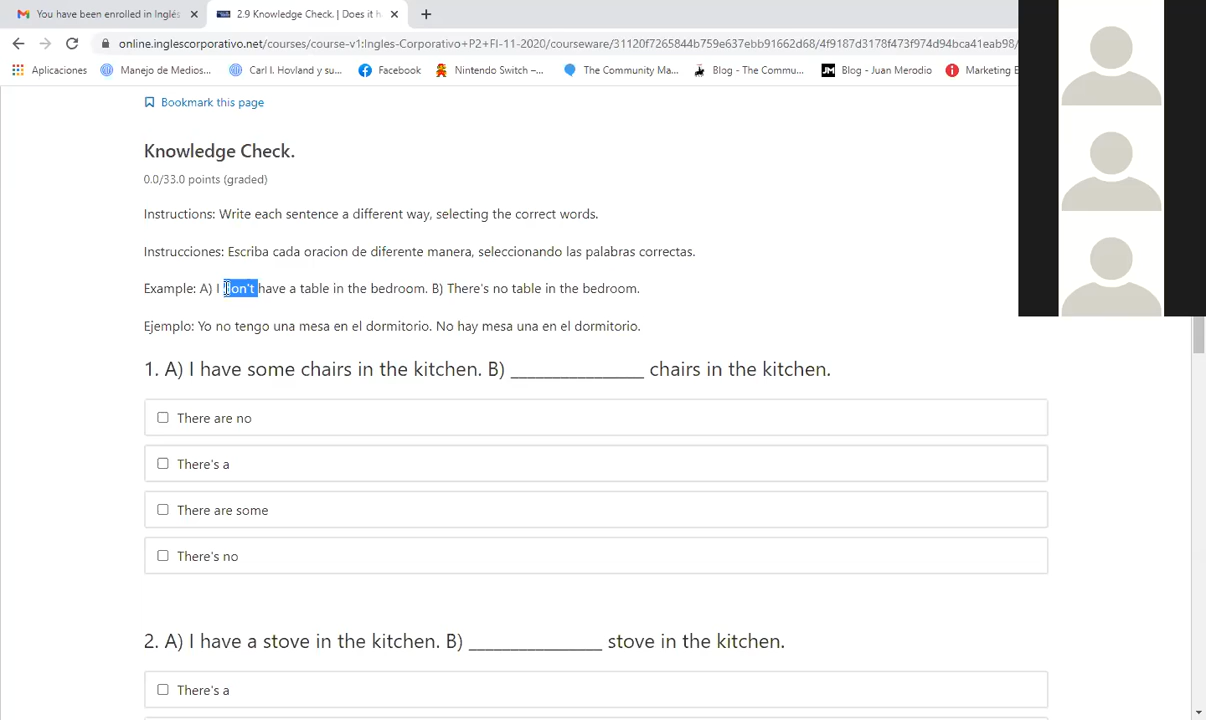 You have been enrolled in Inglés
2.9 Knowledge Check. | Does it h
online.inglescorporativo.net/courses/course-v1:Ingles-Corporativo+P2+FI-11-2020/courseware/31120f7265844b759e637ebb91662d68/4f9187d3178f473f974d94bca41eab98/
Aplicaciones
Manejo de Medios...
Carl I. Hovland y su...
Facebook
Nintendo Switch –...
The Community Ma...
Blog - The Commu...
JM
Blog - Juan Merodio
Marketing E
Bookmark this page
Knowledge Check.
0.0/33.0 points (graded)
Instructions: Write each sentence a different way, selecting the correct words.
Instrucciones: Escriba cada oracion de diferente manera, seleccionando las palabras correctas.
Example: A) I don't have a table in the bedroom. B) There's no table in the bedroom.
Ejemplo: Yo no tengo una mesa en el dormitorio. No hay mesa una en el dormitorio.
1. A) I have some chairs in the kitchen. B) ________________ chairs in the kitchen.
There are no
There's a
There are some
There's no
2. A) I have a stove in the kitchen. B) ________________ stove in the kitchen.
There's a